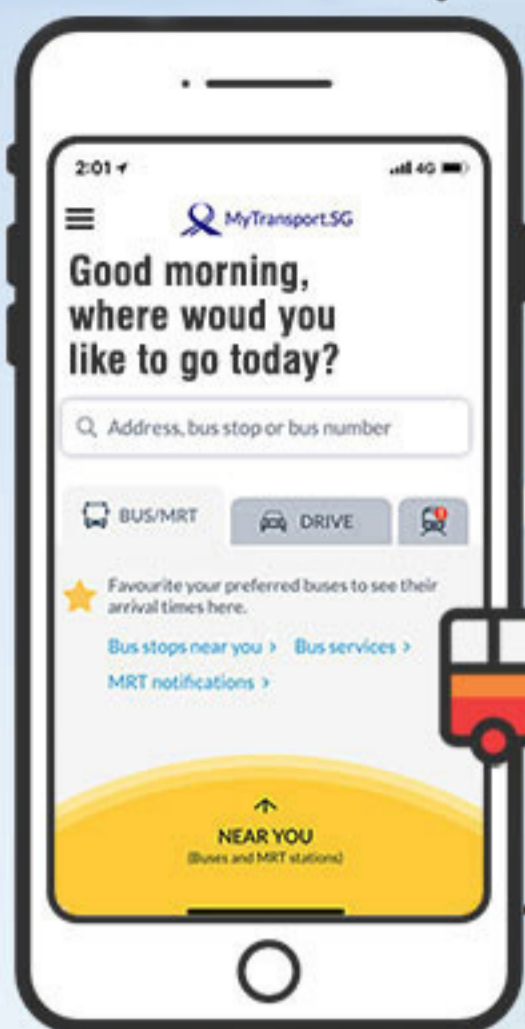 2:01
4G
MyTransport.SG
Good morning,
where woud you
like to go today?
Address, bus stop or bus number
BUS/MRT
DRIVE
Favourite your preferred buses to see their
arrival times here.
Bus stops near you > Bus services >
MRT notifications >
NEAR YOU
(Buses and MRT stations)